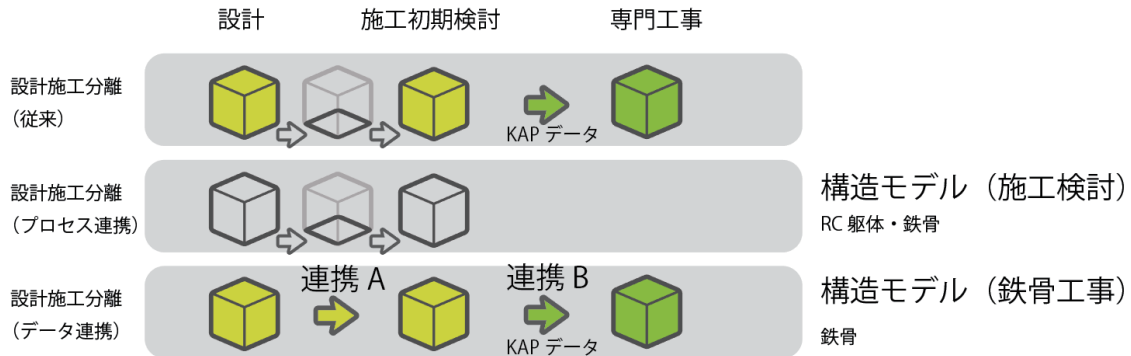 設計
施工初期検討
専門工事
設計施工分離
（従来）
KAP データ
設計施工分離
（プロセス連携）
構造モデル（施工検討）
RC 躯体・鉄骨
設計施工分離
（データ連携）
連携 A
連携 B
KAP データ
構造モデル（鉄骨工事）
鉄骨